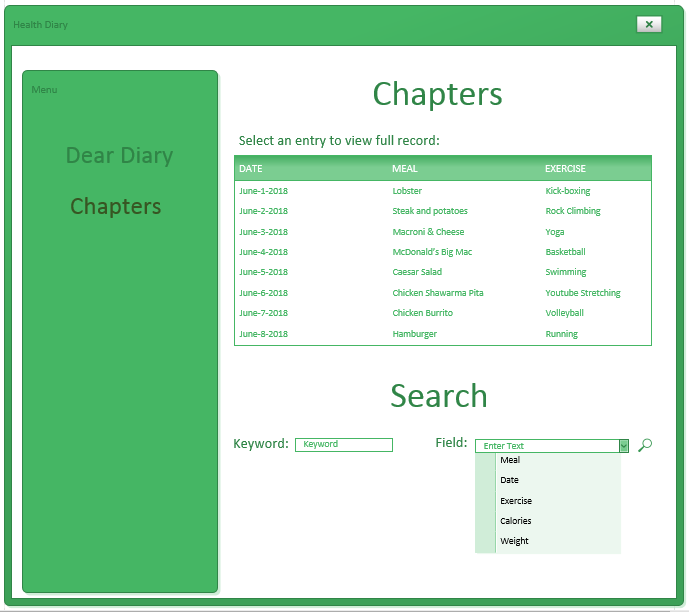 Health Diary
Menu
Dear Diary
Chapters
Chapters
Select an entry to view full record:
DATE MEAL EXERCISE
June-1-2018 Lobster Kick-boxing
June-2-2018 Steak and potatoes Rock Climbing
June-3-2018 Macroni & Cheese Yoga
June-4-2018 McDonald's Big Mac Basketball
June-5-2018 Caesar Salad Swimming
June-6-2018 Chicken Shawarma Pita Youtube Stretching
June-7-2018 Chicken Burrito Volleyball
June-8-2018 Hamburger Running
Search
Keyword: Keyword Field: Enter Text
Meal
Date
Exercise
Calories
Weight